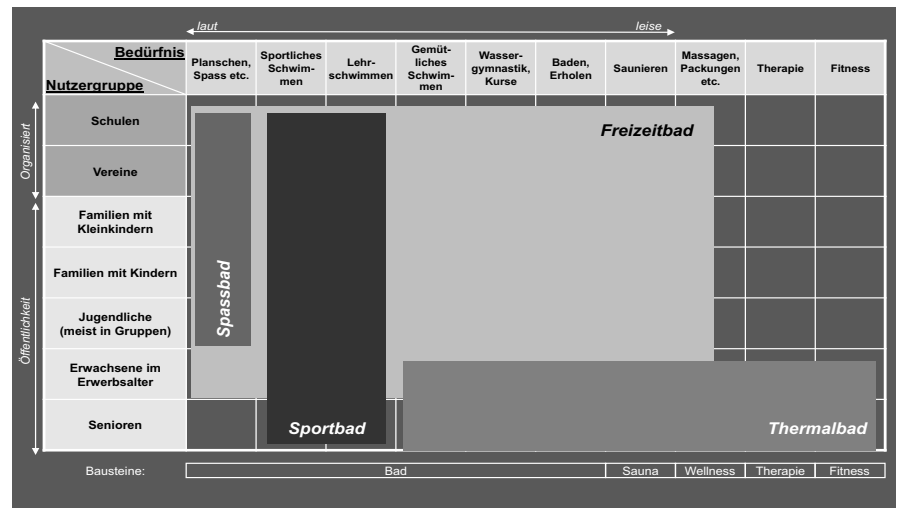 laut
leise
Bedürfnis
Nutzergruppe
Planschen,
Spass etc.
Sportliches
Schwim-
men
Lehr-
schwimmen
Gemüt-
liches
Schwim-
men
Wasser-
gymnastik,
Kurse
Baden,
Erholen
Saunieren
Massagen,
Packungen
etc.
Therapie
Fitness
Organisiert
Schulen
Freizeitbad
Vereine
Öffentlichkeit
Familien mit
Kleinkindern
Familien mit Kindern
Spassbad
Jugendliche
(meist in Gruppen)
Erwachsene im
Erwerbsalter
Senioren
Sportbad
Thermalbad
Bausteine:
Bad
Sauna
Wellness
Therapie
Fitness